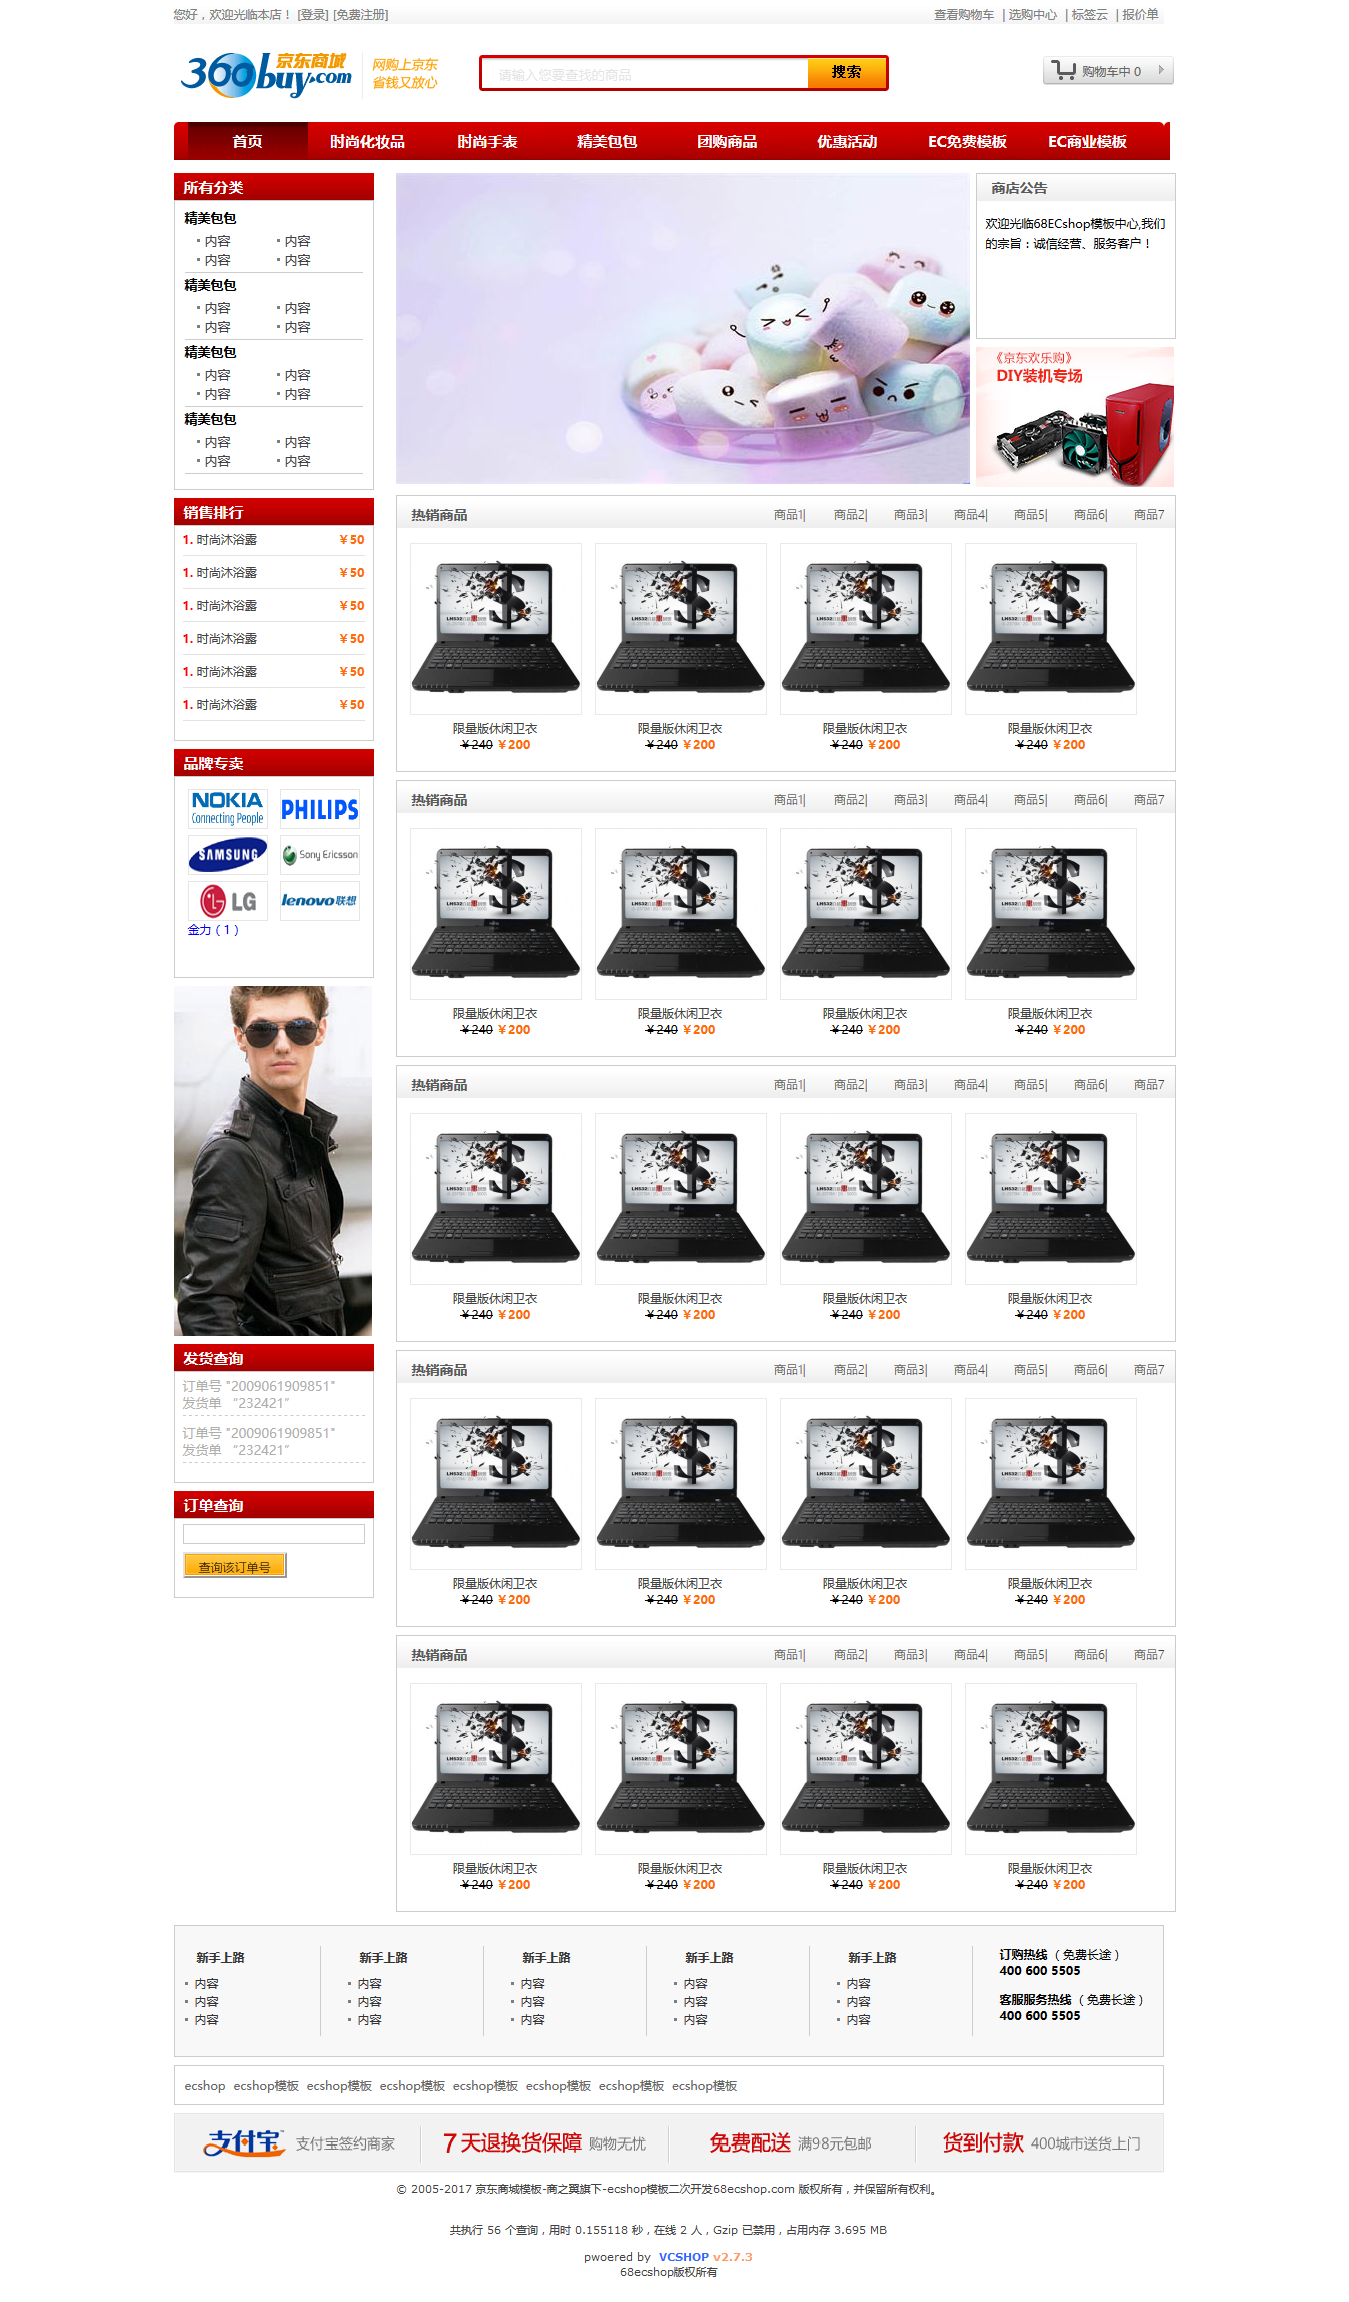 您好，欢迎光临本店！ [登录] [免费注册]
查看购物车 | 选购中心 | 标签云 | 报价单
360buy.com 京东商城
网购上京东
省钱又放心
请输入您要查找的商品
搜索
购物车中 0
首页 时尚化妆品 时尚手表 精美包包 团购商品 优惠活动 EC免费模板 EC商业模板
所有分类
精美包包
内容 内容
内容 内容
精美包包
内容 内容
内容 内容
精美包包
内容 内容
内容 内容
精美包包
内容 内容
内容 内容
商店公告
欢迎光临68ECshop模板中心,我们
的宗旨：诚信经营、服务客户！
《京东欢乐购》
DIY装机专场
销售排行
1. 时尚沐浴露 ￥50
1. 时尚沐浴露 ￥50
1. 时尚沐浴露 ￥50
1. 时尚沐浴露 ￥50
1. 时尚沐浴露 ￥50
1. 时尚沐浴露 ￥50
品牌专卖
NOKIA
Connecting People
PHILIPS
SAMSUNG
Sony Ericsson
LG
lenovo联想
金力（1）
发货查询
订单号 "2009061909851"
发货单 “232421”
订单号 "2009061909851"
发货单 “232421”
订单查询
查询该订单号
热销商品
商品1| 商品2| 商品3| 商品4| 商品5| 商品6| 商品7
限量版休闲卫衣 限量版休闲卫衣 限量版休闲卫衣 限量版休闲卫衣
￥240 ￥200 ￥240 ￥200 ￥240 ￥200 ￥240 ￥200
热销商品
商品1| 商品2| 商品3| 商品4| 商品5| 商品6| 商品7
限量版休闲卫衣 限量版休闲卫衣 限量版休闲卫衣 限量版休闲卫衣
￥240 ￥200 ￥240 ￥200 ￥240 ￥200 ￥240 ￥200
热销商品
商品1| 商品2| 商品3| 商品4| 商品5| 商品6| 商品7
限量版休闲卫衣 限量版休闲卫衣 限量版休闲卫衣 限量版休闲卫衣
￥240 ￥200 ￥240 ￥200 ￥240 ￥200 ￥240 ￥200
热销商品
商品1| 商品2| 商品3| 商品4| 商品5| 商品6| 商品7
限量版休闲卫衣 限量版休闲卫衣 限量版休闲卫衣 限量版休闲卫衣
￥240 ￥200 ￥240 ￥200 ￥240 ￥200 ￥240 ￥200
热销商品
商品1| 商品2| 商品3| 商品4| 商品5| 商品6| 商品7
限量版休闲卫衣 限量版休闲卫衣 限量版休闲卫衣 限量版休闲卫衣
￥240 ￥200 ￥240 ￥200 ￥240 ￥200 ￥240 ￥200
新手上路 新手上路 新手上路 新手上路 新手上路
内容 内容 内容 内容 内容
内容 内容 内容 内容 内容
内容 内容 内容 内容 内容
订购热线 （免费长途）
400 600 5505
客服服务热线 （免费长途）
400 600 5505
ecshop ecshop模板 ecshop模板 ecshop模板 ecshop模板 ecshop模板 ecshop模板 ecshop模板
支付宝 支付宝签约商家
7天退换货保障 购物无忧
免费配送 满98元包邮
货到付款 400城市送货上门
© 2005-2017 京东商城模板-商之翼旗下-ecshop模板二次开发68ecshop.com 版权所有，并保留所有权利。
共执行 56 个查询，用时 0.155118 秒，在线 2 人，Gzip 已禁用，占用内存 3.695 MB
pwoered by VCSHOP v2.7.3
68ecshop版权所有